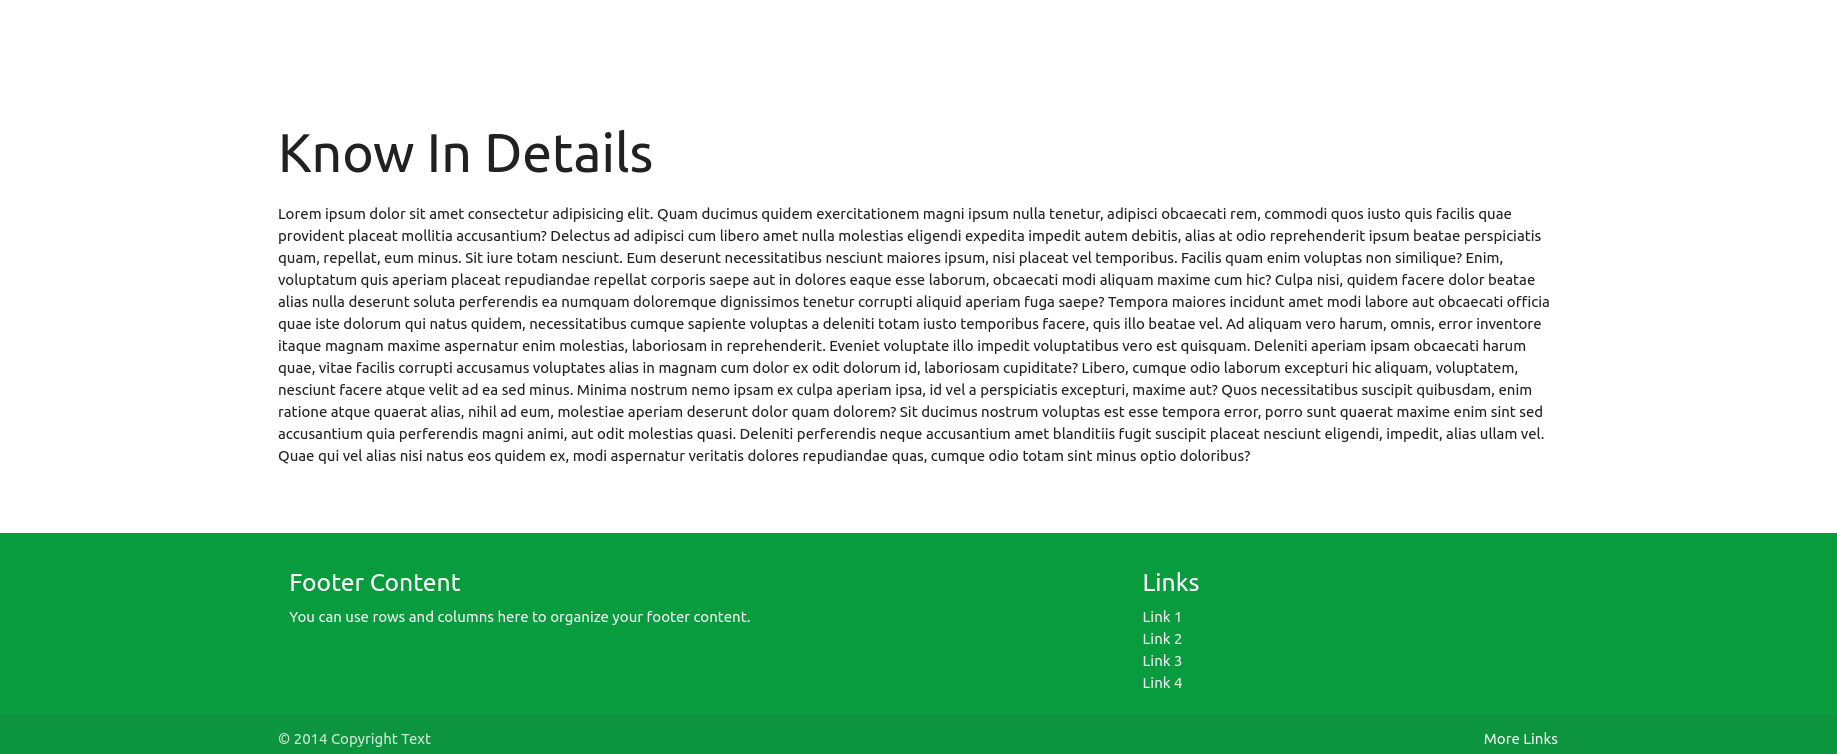 Know In Details
Lorem ipsum dolor sit amet consectetur adipisicing elit. Quam ducimus quidem exercitationem magni ipsum nulla tenetur, adipisci obcaecati rem, commodi quos iusto quis facilis quae
provident placeat mollitia accusantium? Delectus ad adipisci cum libero amet nulla molestias eligendi expedita impedit autem debitis, alias at odio reprehenderit ipsum beatae perspiciatis
quam, repellat, eum minus. Sit iure totam nesciunt. Eum deserunt necessitatibus nesciunt maiores ipsum, nisi placeat vel temporibus. Facilis quam enim voluptas non similique? Enim,
voluptatum quis aperiam placeat repudiandae repellat corporis saepe aut in dolores eaque esse laborum, obcaecati modi aliquam maxime cum hic? Culpa nisi, quidem facere dolor beatae
alias nulla deserunt soluta perferendis ea numquam doloremque dignissimos tenetur corrupti aliquid aperiam fuga saepe? Tempora maiores incidunt amet modi labore aut obcaecati officia
quae iste dolorum qui natus quidem, necessitatibus cumque sapiente voluptas a deleniti totam iusto temporibus facere, quis illo beatae vel. Ad aliquam vero harum, omnis, error inventore
itaque magnam maxime aspernatur enim molestias, laboriosam in reprehenderit. Eveniet voluptate illo impedit voluptatibus vero est quisquam. Deleniti aperiam ipsam obcaecati harum
quae, vitae facilis corrupti accusamus voluptates alias in magnam cum dolor ex odit dolorum id, laboriosam cupiditate? Libero, cumque odio laborum excepturi hic aliquam, voluptatem,
nesciunt facere atque velit ad ea sed minus. Minima nostrum nemo ipsam ex culpa aperiam ipsa, id vel a perspiciatis excepturi, maxime aut? Quos necessitatibus suscipit quibusdam, enim
ratione atque quaerat alias, nihil ad eum, molestiae aperiam deserunt dolor quam dolorem? Sit ducimus nostrum voluptas est esse tempora error, porro sunt quaerat maxime enim sint sed
accusantium quia perferendis magni animi, aut odit molestias quasi. Deleniti perferendis neque accusantium amet blanditiis fugit suscipit placeat nesciunt eligendi, impedit, alias ullam vel.
Quae qui vel alias nisi natus eos quidem ex, modi aspernatur veritatis dolores repudiandae quas, cumque odio totam sint minus optio doloribus?
Footer Content
You can use rows and columns here to organize your footer content.
Links
Link 1
Link 2
Link 3
Link 4
© 2014 Copyright Text
More Links